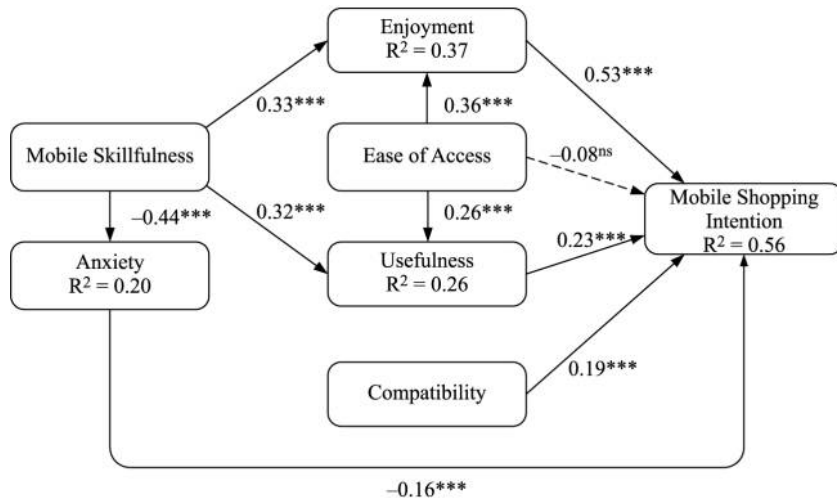 Enjoyment
R² = 0.37
0.53***
0.33***
0.36***
Mobile Skillfulness
Ease of Access
–0.08ⁿˢ
–0.44***
0.32***
0.26***
Mobile Shopping
Intention
R² = 0.56
Anxiety
R² = 0.20
Usefulness
R² = 0.26
0.23***
Compatibility
0.19***
–0.16***